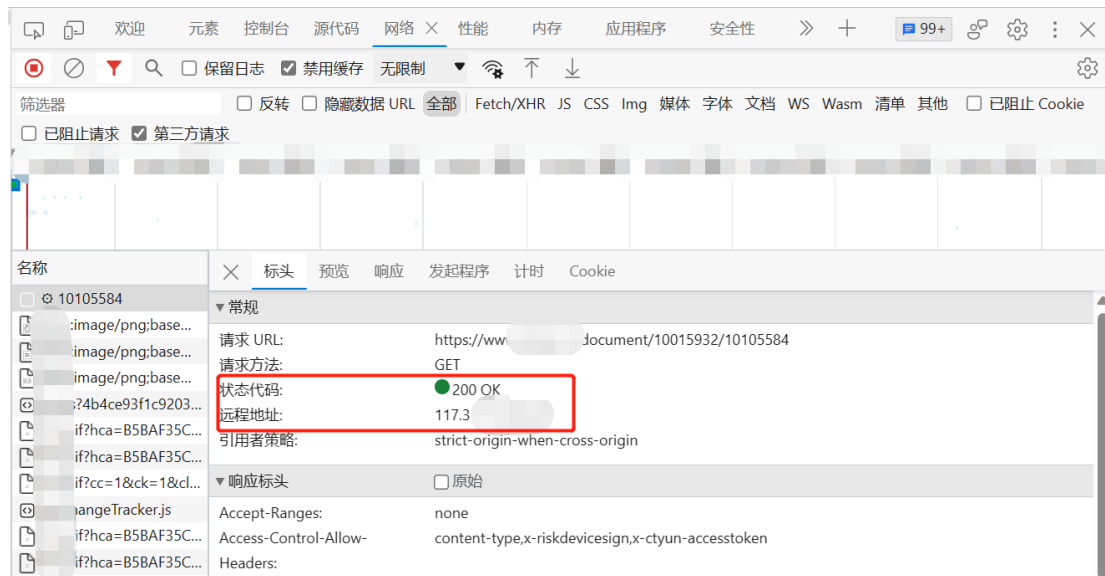 欢迎 元素 控制台 源代码 网络 性能 内存 应用程序 安全性 99+
保留日志 禁用缓存 无限制
筛选器 反转 隐藏数据 URL 全部 Fetch/XHR JS CSS Img 媒体 字体 文档 WS Wasm 清单 其他 已阻止 Cookie
已阻止请求 第三方请求
名称
标头 预览 响应 发起程序 计时 Cookie
10105584
:image/png;base...
:image/png;base...
image/png;base...
?4b4ce93f1c9203...
if?hca=B5BAF35C...
if?hca=B5BAF35C...
if?cc=1&ck=1&cl...
angeTracker.js
if?hca=B5BAF35C...
if?hca=B5BAF35C...
常规
请求 URL: https://ww document/10015932/10105584
请求方法: GET
状态代码: 200 OK
远程地址: 117.3
引用者策略: strict-origin-when-cross-origin
响应标头 原始
Accept-Ranges: none
Access-Control-Allow- content-type,x-riskdevicesign,x-ctyun-accesstoken
Headers: